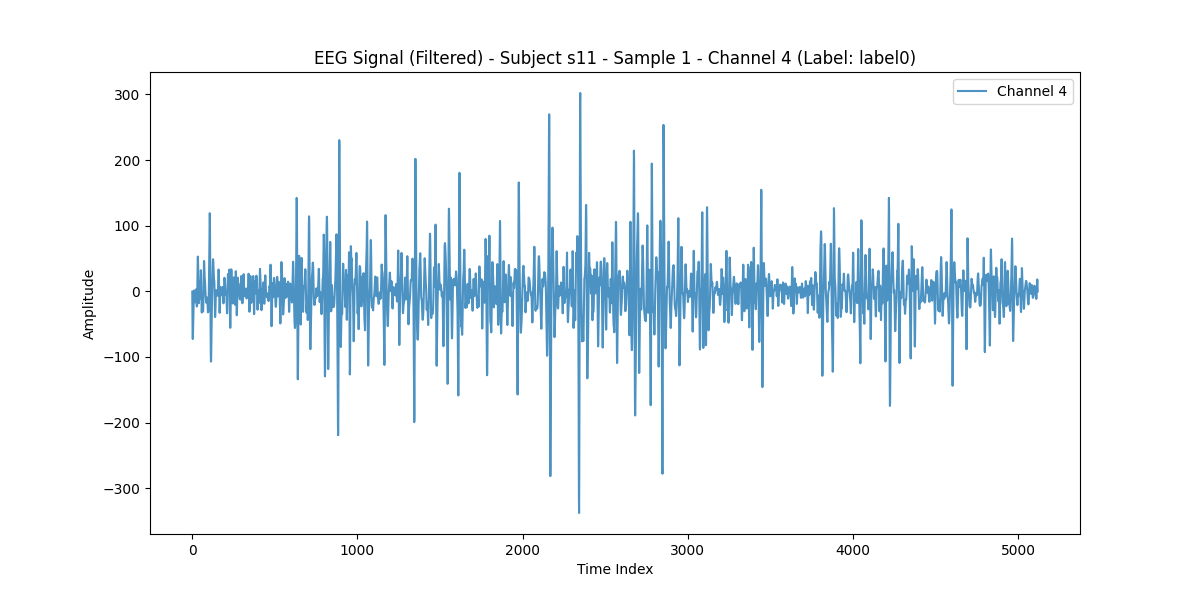 EEG Signal (Filtered) - Subject s11 - Sample 1 - Channel 4 (Label: label0)
Channel 4
300
200
100
0
−100
−200
−300
Amplitude
0 1000 2000 3000 4000 5000
Time Index